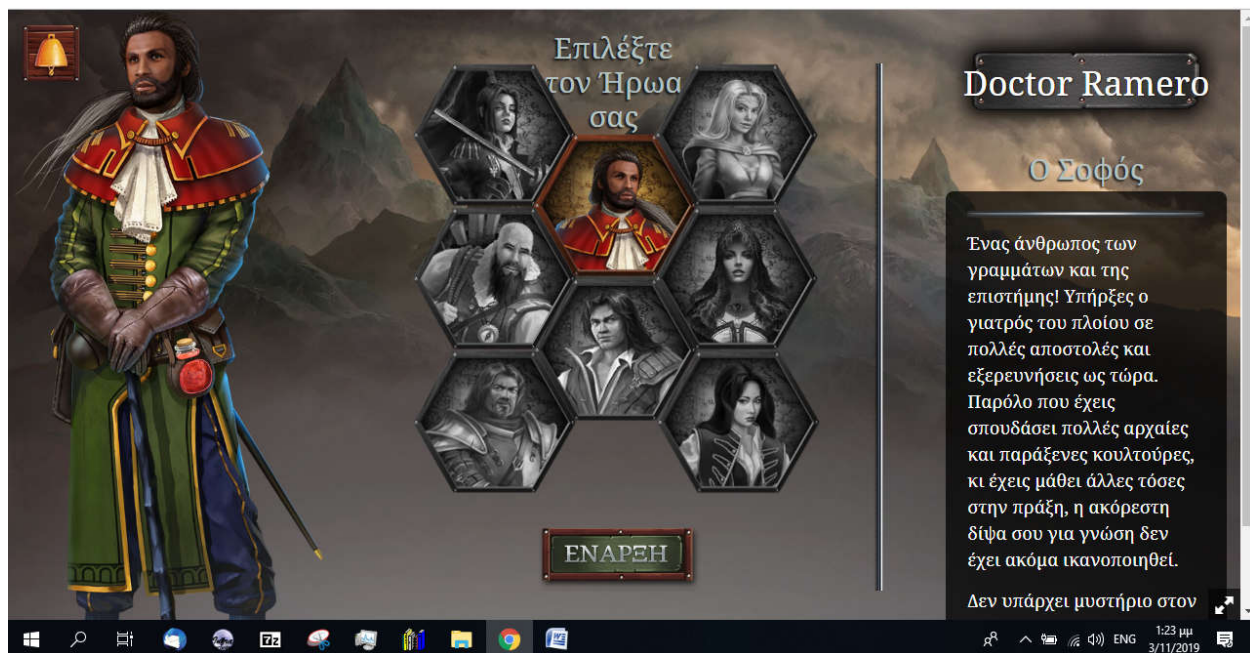 Επιλέξτε
τον Ήρωα
σας
ΕΝΑΡΞΗ
Doctor Ramero
Ο Σοφός
Ένας άνθρωπος των
γραμμάτων και της
επιστήμης! Υπήρξες ο
γιατρός του πλοίου σε
πολλές αποστολές και
εξερευνήσεις ως τώρα.
Παρόλο που έχεις
σπουδάσει πολλές αρχαίες
και παράξενες κουλτούρες,
κι έχεις μάθει άλλες τόσες
στην πράξη, η ακόρεστη
δίψα σου για γνώση δεν
έχει ακόμα ικανοποιηθεί.
Δεν υπάρχει μυστήριο στον
7z
ENG
1:23 μμ
3/11/2019